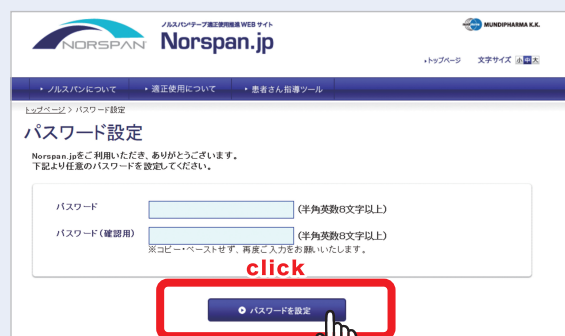 NORSPAN
ノルスパン®テープ適正使用推進WEBサイト
Norspan.jp
MUNDIPHARMA K.K.
トップページ 文字サイズ 小 中 大
ノルスパンについて 適正使用について 患者さん指導ツール
トップページ > パスワード設定
パスワード設定
Norspan.jpをご利用いただき、ありがとうございます。
下記より任意のパスワードを設定してください。
パスワード (半角英数8文字以上)
パスワード(確認用) (半角英数8文字以上)
※コピー・ペーストせず、再度ご入力をお願いいたします。
click
パスワードを設定